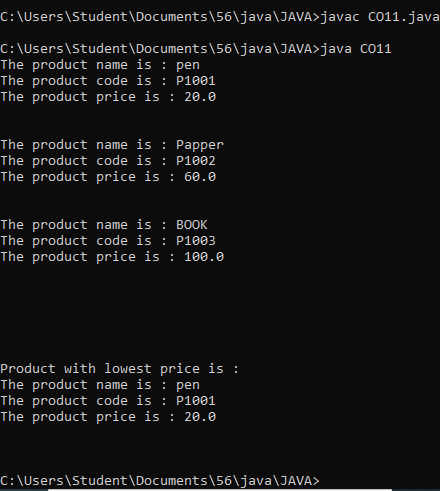 C:\Users\Student\Documents\56\java\JAVA>javac CO11.java
C:\Users\Student\Documents\56\java\JAVA>java CO11
The product name is : pen
The product code is : P1001
The product price is : 20.0
The product name is : Papper
The product code is : P1002
The product price is : 60.0
The product name is : BOOK
The product code is : P1003
The product price is : 100.0
Product with lowest price is :
The product name is : pen
The product code is : P1001
The product price is : 20.0
C:\Users\Student\Documents\56\java\JAVA>